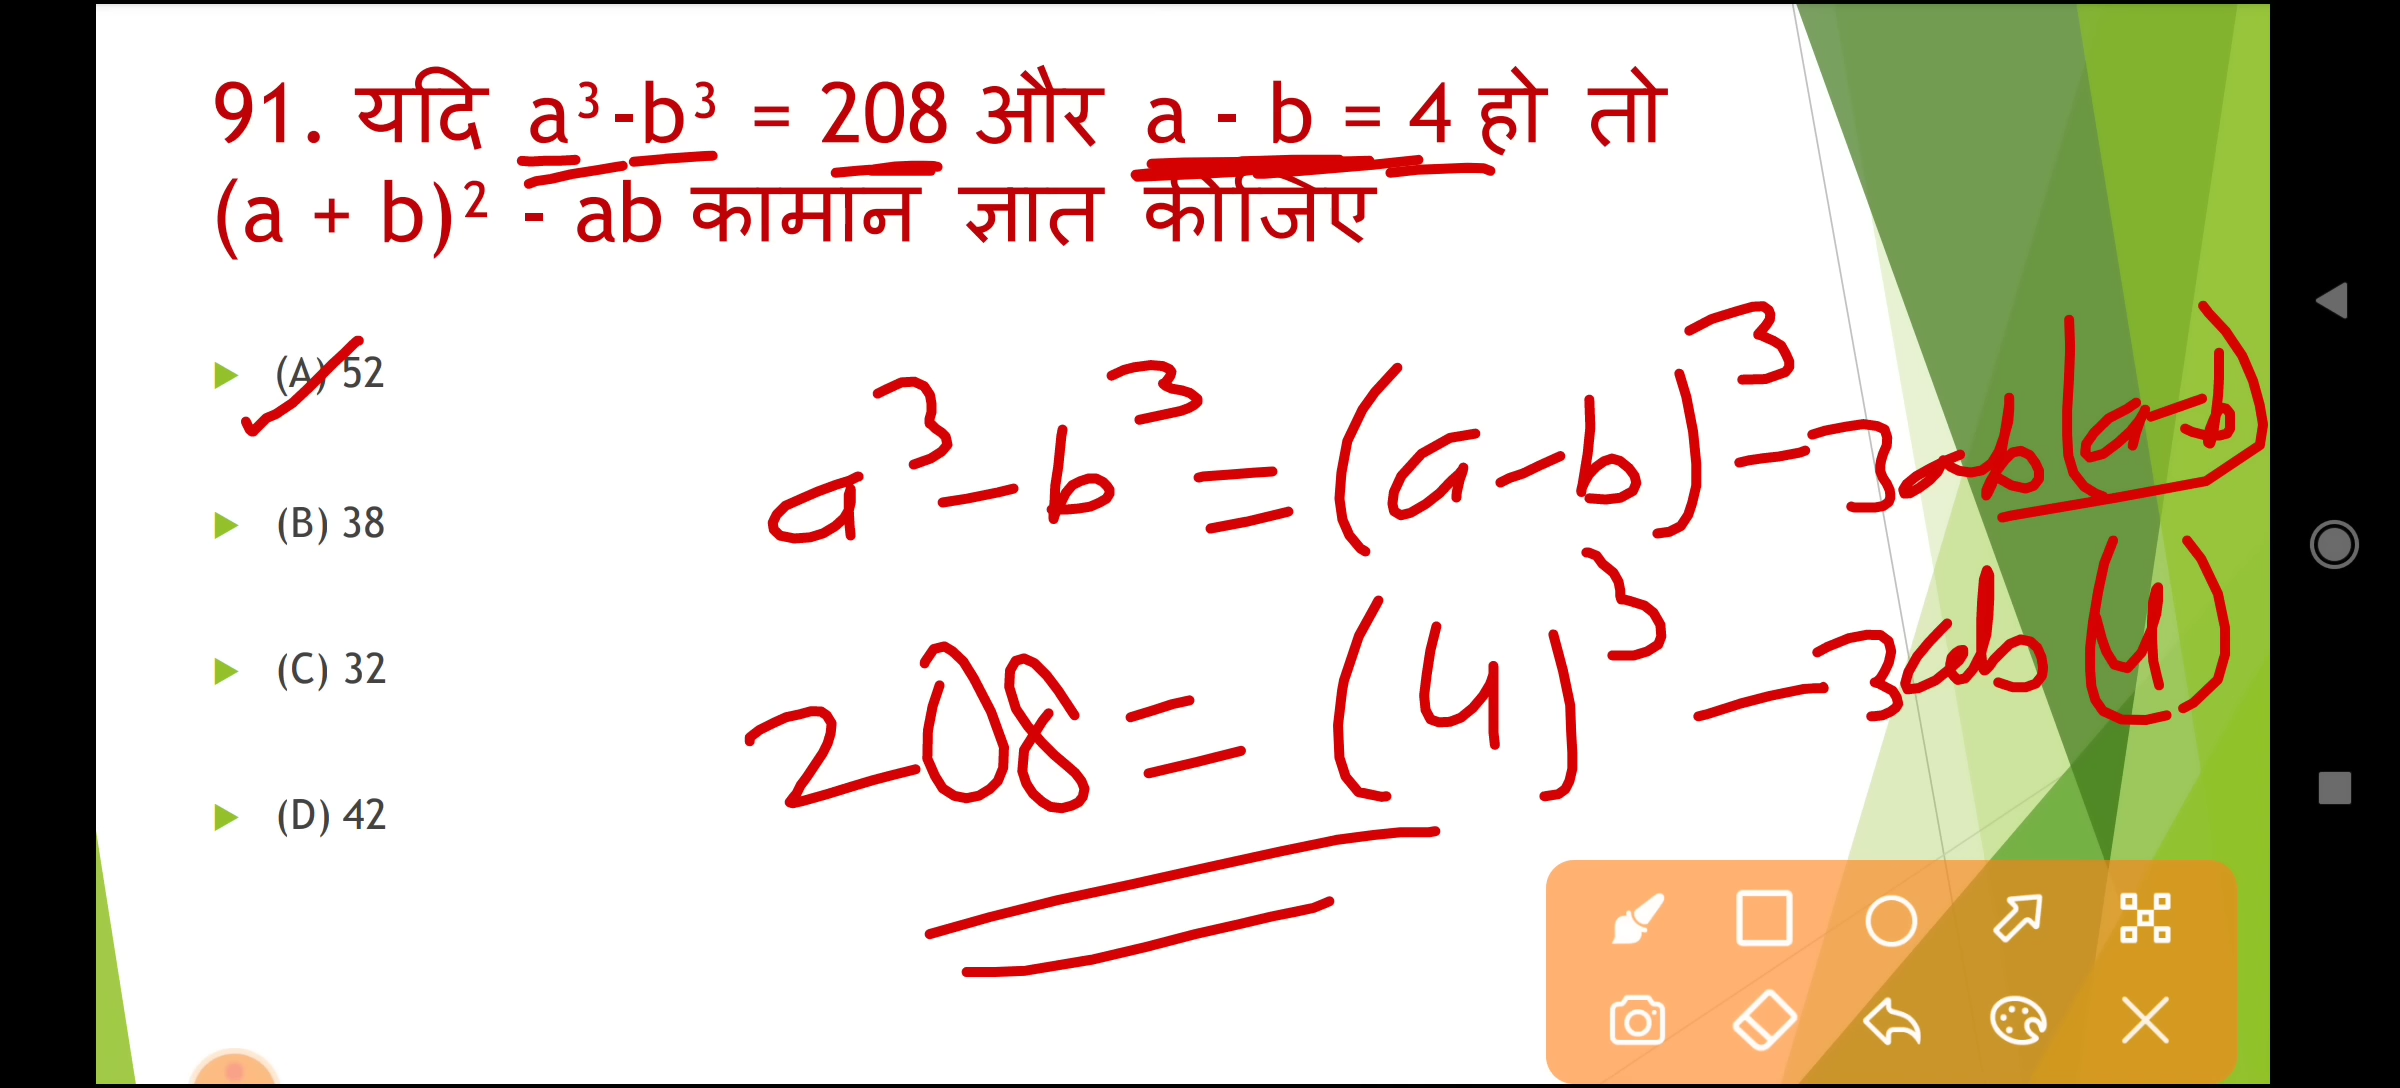 91. यदि a³-b³ = 208 और a - b = 4 हो तो
(a + b)² - ab कामान ज्ञात कीजिए
(A) 52
(B) 38
(C) 32
(D) 42
a³-b³=(a-b)³-3ab(a-b)
208=(4)³-3ab(4)